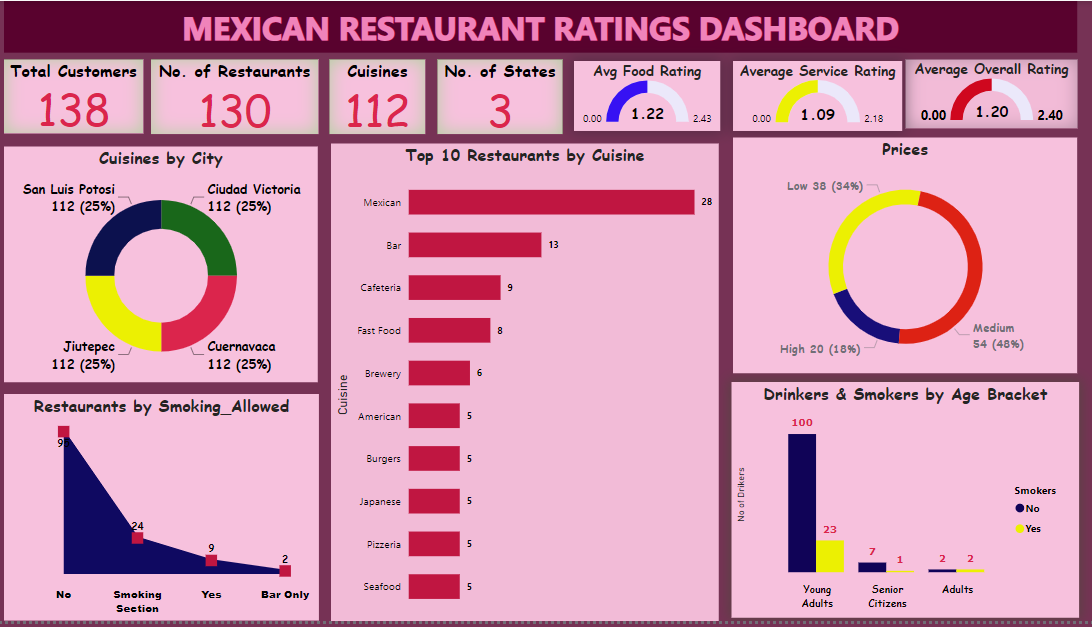 MEXICAN RESTAURANT RATINGS DASHBOARD
Total Customers
138
No. of Restaurants
130
Cuisines
112
No. of States
3
Avg Food Rating
1.22
0.00
2.43
Average Service Rating
1.09
0.00
2.18
Average Overall Rating
1.20
0.00
2.40
Cuisines by City
San Luis Potosi
112 (25%)
Ciudad Victoria
112 (25%)
Jiutepec
112 (25%)
Cuernavaca
112 (25%)
Restaurants by Smoking_Allowed
24
9
2
No
Smoking
Section
Yes
Bar Only
Top 10 Restaurants by Cuisine
Cuisine
Mexican
28
Bar
13
Cafeteria
9
Fast Food
8
Brewery
6
American
5
Burgers
5
Japanese
5
Pizzeria
5
Seafood
5
Prices
Low 38 (34%)
Medium
54 (48%)
High 20 (18%)
Drinkers & Smokers by Age Bracket
No of Drikers
100
23
7
1
2
2
Young
Adults
Senior
Citizens
Adults
Smokers
No
Yes